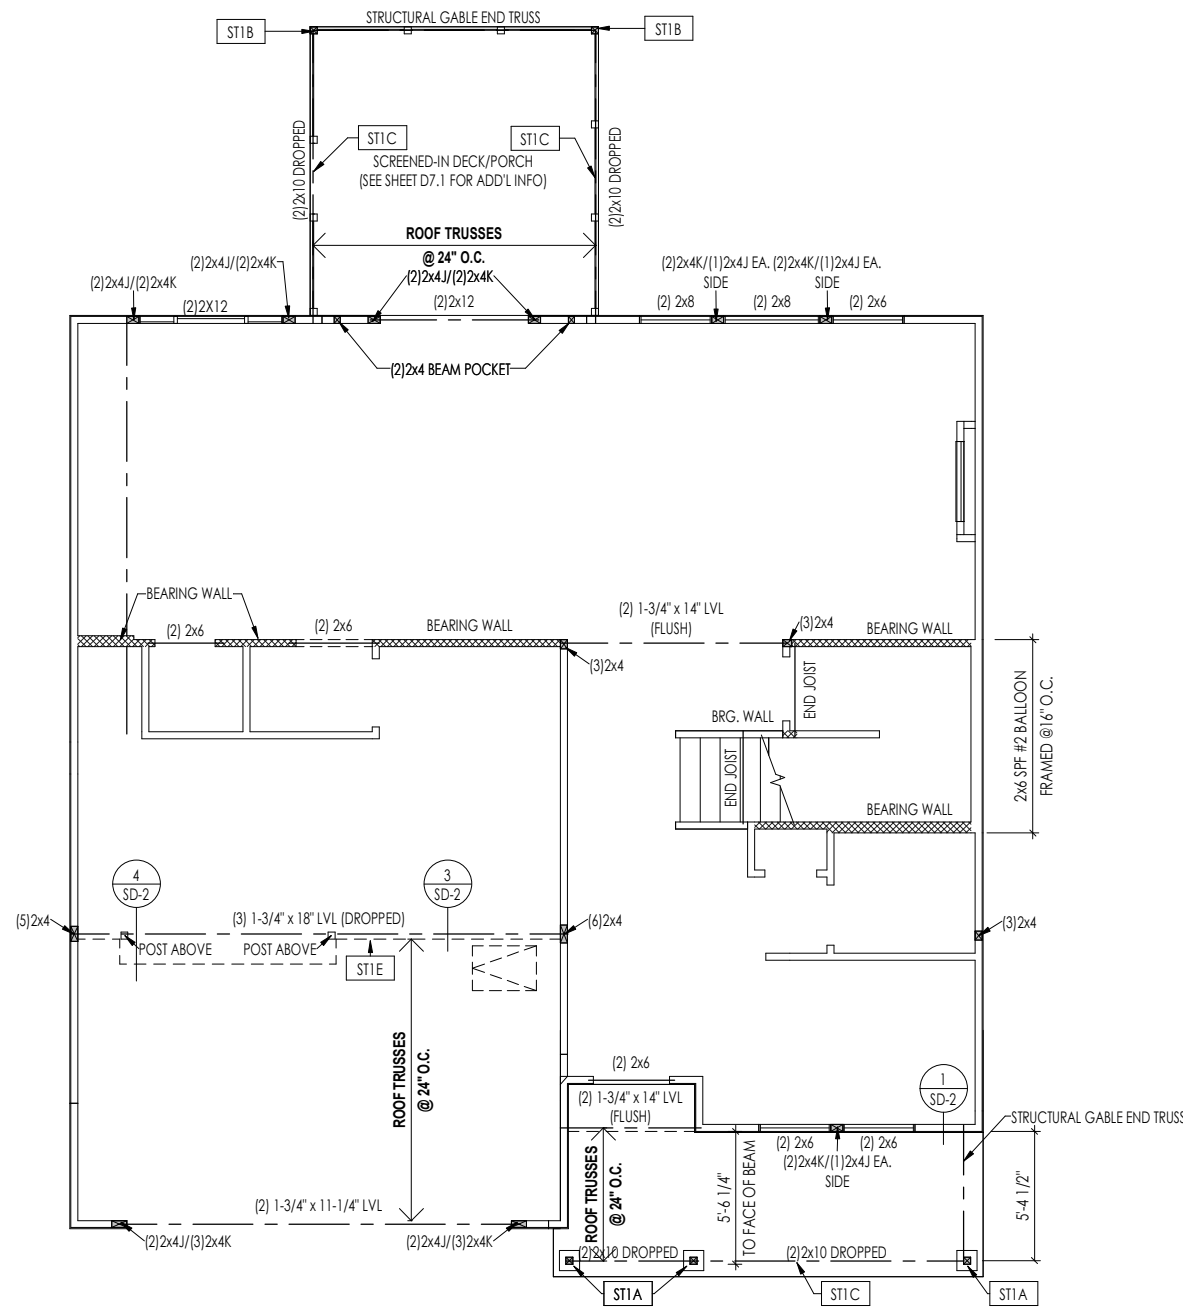 STRUCTURAL GABLE END TRUSS
ST1B
ST1B
(2)2x10 DROPPED
ST1C
ST1C
(2)2x10 DROPPED
SCREENED-IN DECK/PORCH
(SEE SHEET D7.1 FOR ADD'L INFO)
ROOF TRUSSES
@ 24" O.C.
(2)2x4J/(2)2x4K
(2)2x4J/(2)2x4K
(2)2x4J/(2)2x4K
(2)2X12
(2)2x12
(2)2x4K/(1)2x4J EA.
SIDE
(2)2x4K/(1)2x4J EA.
SIDE
(2) 2x8
(2) 2x8
(2) 2x6
(2)2x4 BEAM POCKET
BEARING WALL
(2) 2x6
(2) 2x6
BEARING WALL
(2) 1-3/4" x 14" LVL
(FLUSH)
(3)2x4
BEARING WALL
(3)2x4
END JOIST
BRG. WALL
END JOIST
2x6 SPF #2 BALLOON
FRAMED @16" O.C.
BEARING WALL
4
SD-2
3
SD-2
(5)2x4
(3) 1-3/4" x 18" LVL (DROPPED)
(6)2x4
(3)2x4
POST ABOVE
POST ABOVE
ST1E
ROOF TRUSSES
@ 24" O.C.
(2) 2x6
(2) 1-3/4" x 14" LVL
(FLUSH)
1
SD-2
STRUCTURAL GABLE END TRUSS
(2) 2x6
(2) 2x6
(2)2x4K/(1)2x4J EA.
SIDE
ROOF TRUSSES
@ 24" O.C.
5'-6 1/4"
TO FACE OF BEAM
5'-4 1/2"
(2) 1-3/4" x 11-1/4" LVL
(2)2x4J/(3)2x4K
(2)2x4J/(3)2x4K
(2)2x10 DROPPED
(2)2x10 DROPPED
ST1A
ST1C
ST1A